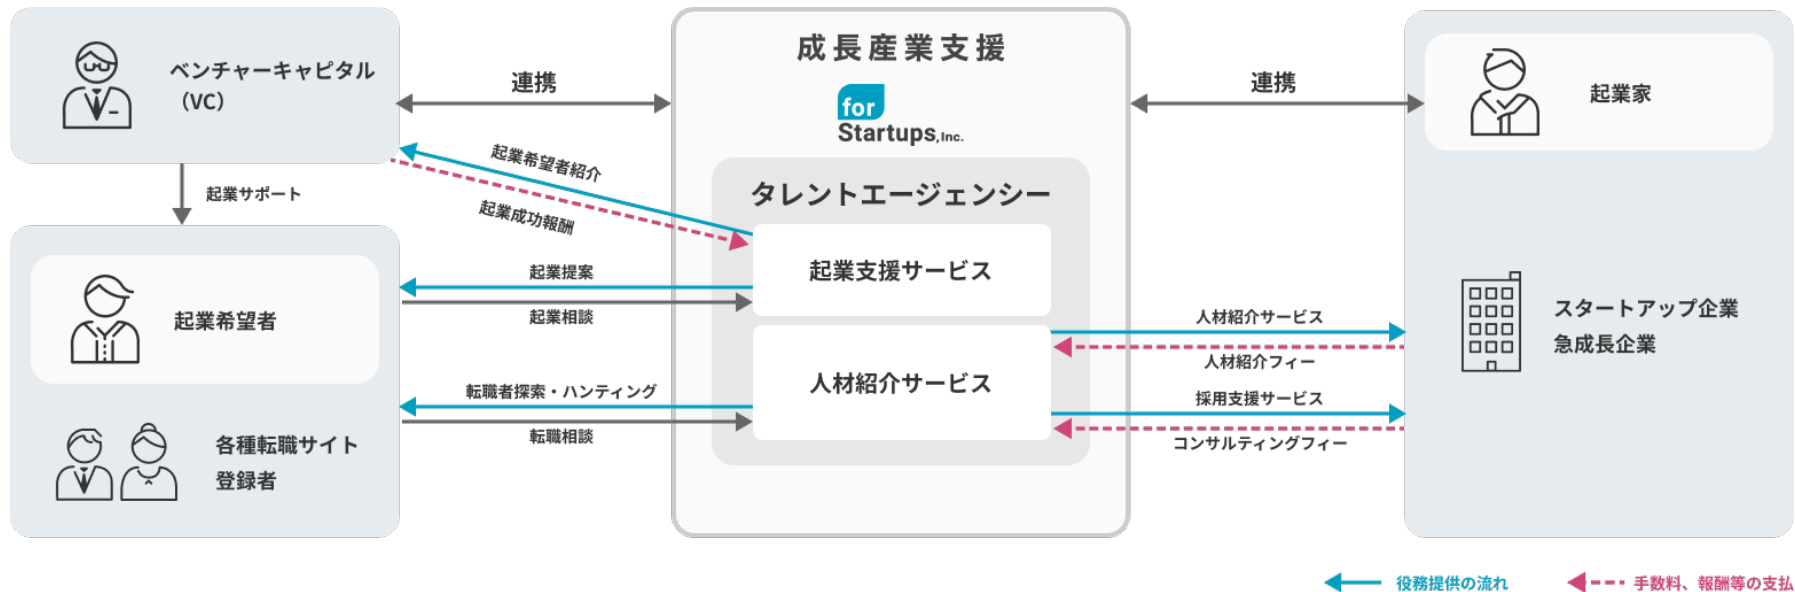 ベンチャーキャピタル
（VC）
起業サポート
起業希望者
各種転職サイト
登録者
連携
起業希望者紹介
起業成功報酬
起業提案
起業相談
転職者探索・ハンティング
転職相談
成長産業支援
for
Startups,Inc.
タレントエージェンシー
起業支援サービス
人材紹介サービス
連携
人材紹介サービス
人材紹介フィー
採用支援サービス
コンサルティングフィー
起業家
スタートアップ企業
急成長企業
役務提供の流れ
手数料、報酬等の支払